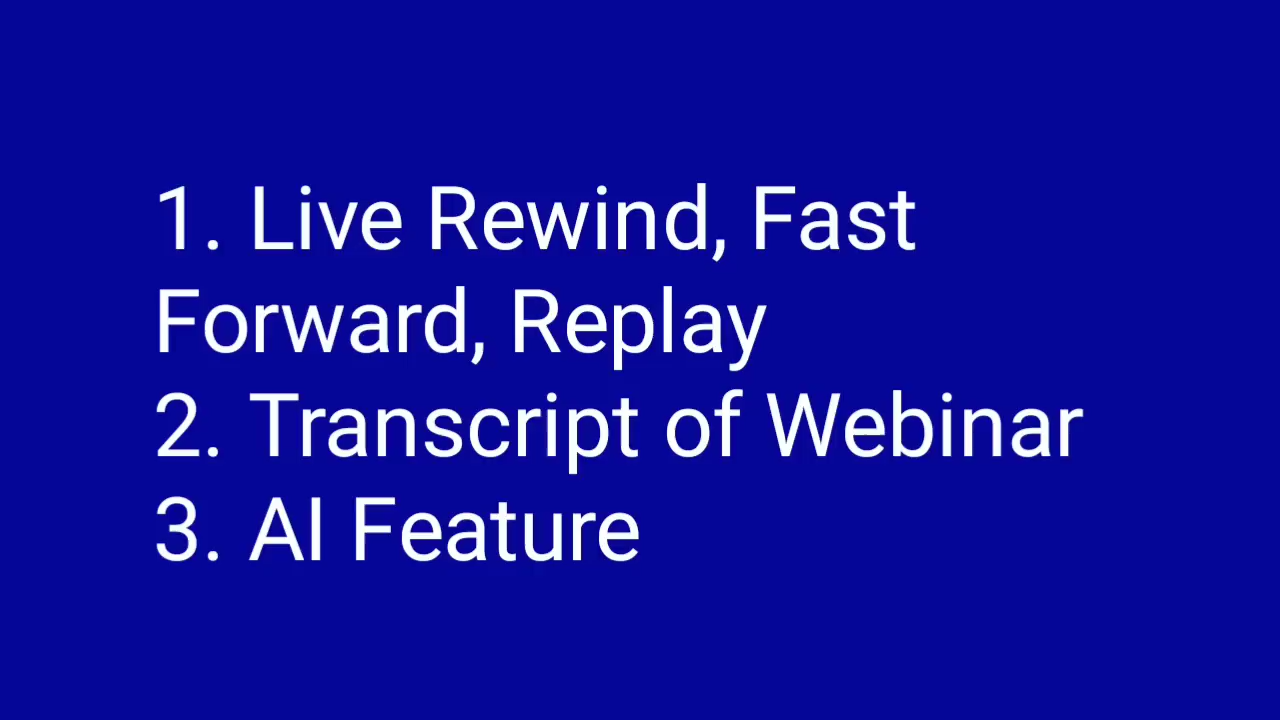 1. Live Rewind, Fast
Forward, Replay
2. Transcript of Webinar
3. AI Feature